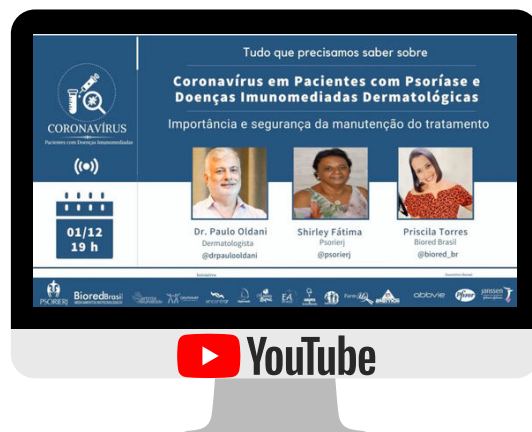 Tudo que precisamos saber sobre
Coronavírus em Pacientes com Psoríase e
Doenças Imunomediadas Dermatológicas
Importância e segurança da manutenção do tratamento
CORONAVÍRUS
Pacientes com Doenças Imunomediadas
01/12
19 h
Dr. Paulo Oldani
Dermatologista
@drpaulooldani
Shirley Fátima
Psorierj
@psorierj
Priscila Torres
Biored Brasil
@biored_br
PSORIERJ
BioredBrasil
abbvie
Pfizer
janssen
YouTube